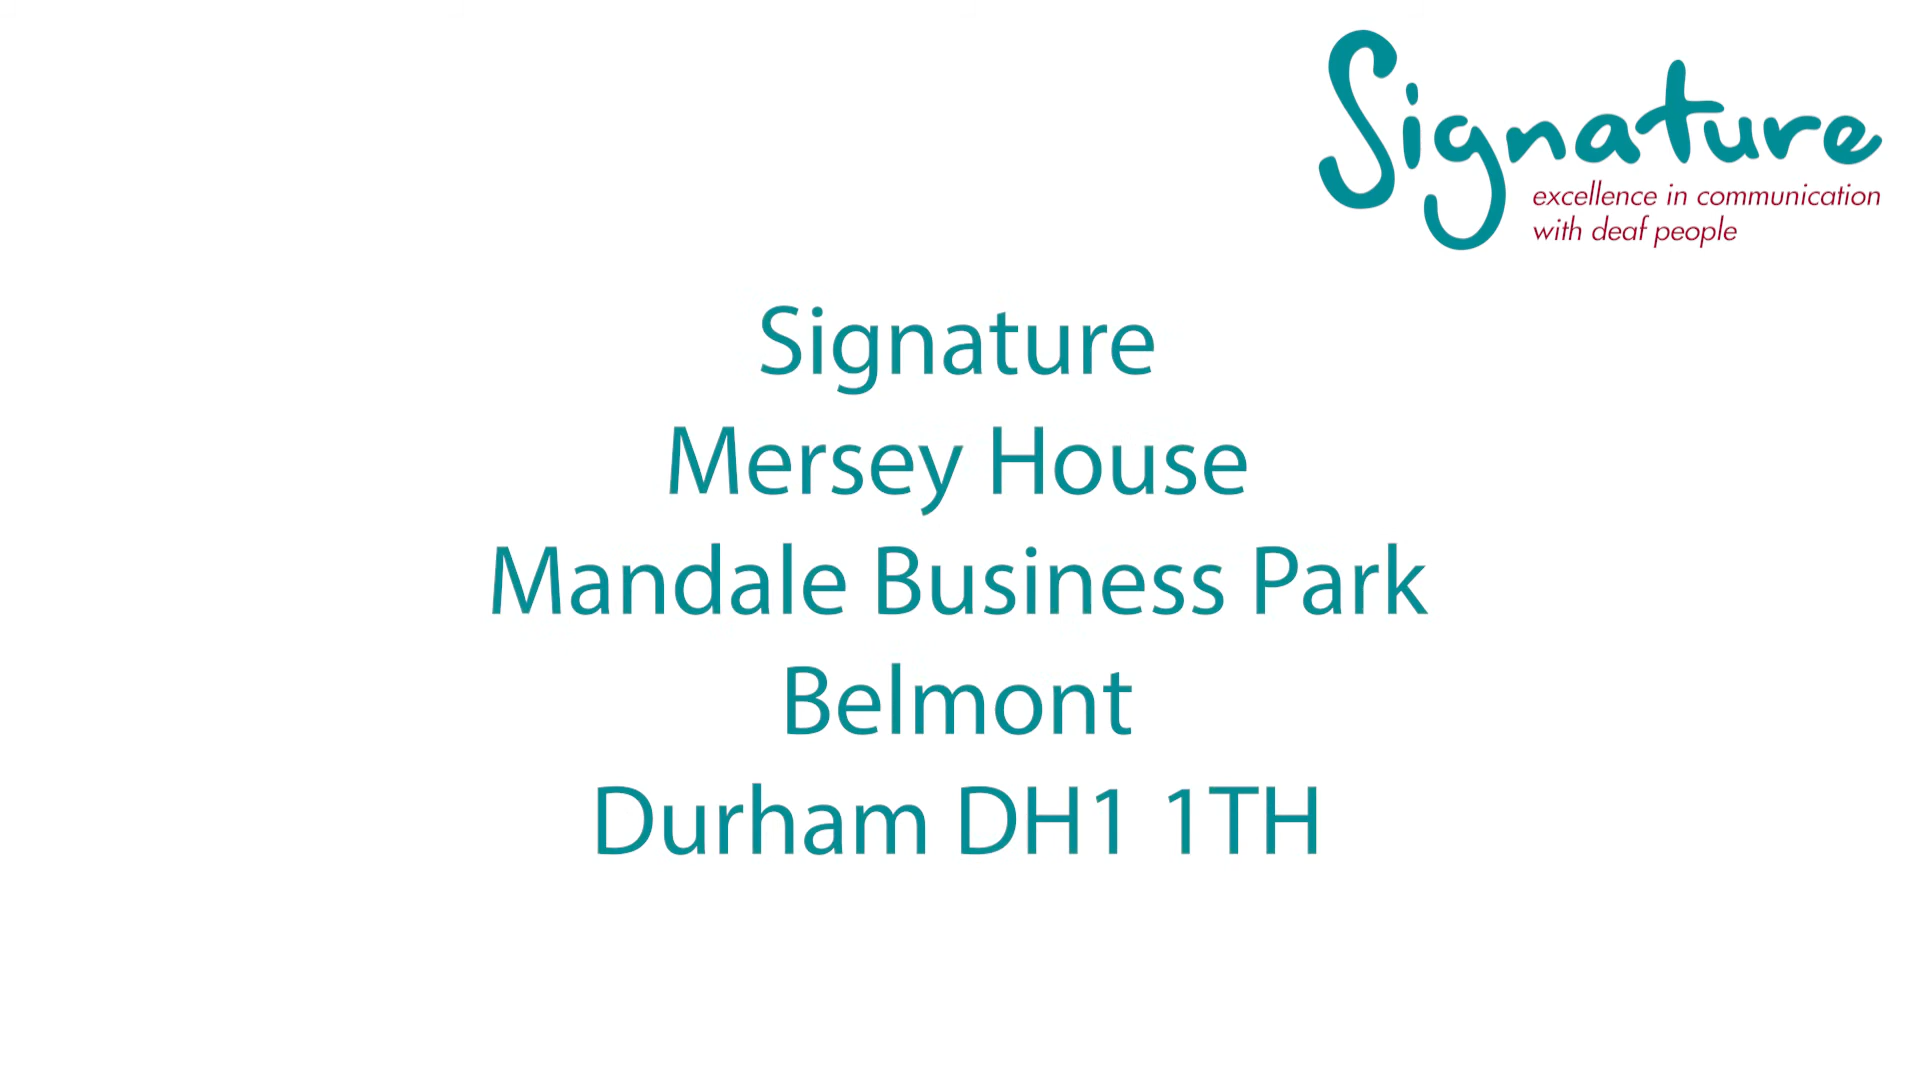 Signature
excellence in communication
with deaf people
Signature
Mersey House
Mandale Business Park
Belmont
Durham DH1 1TH